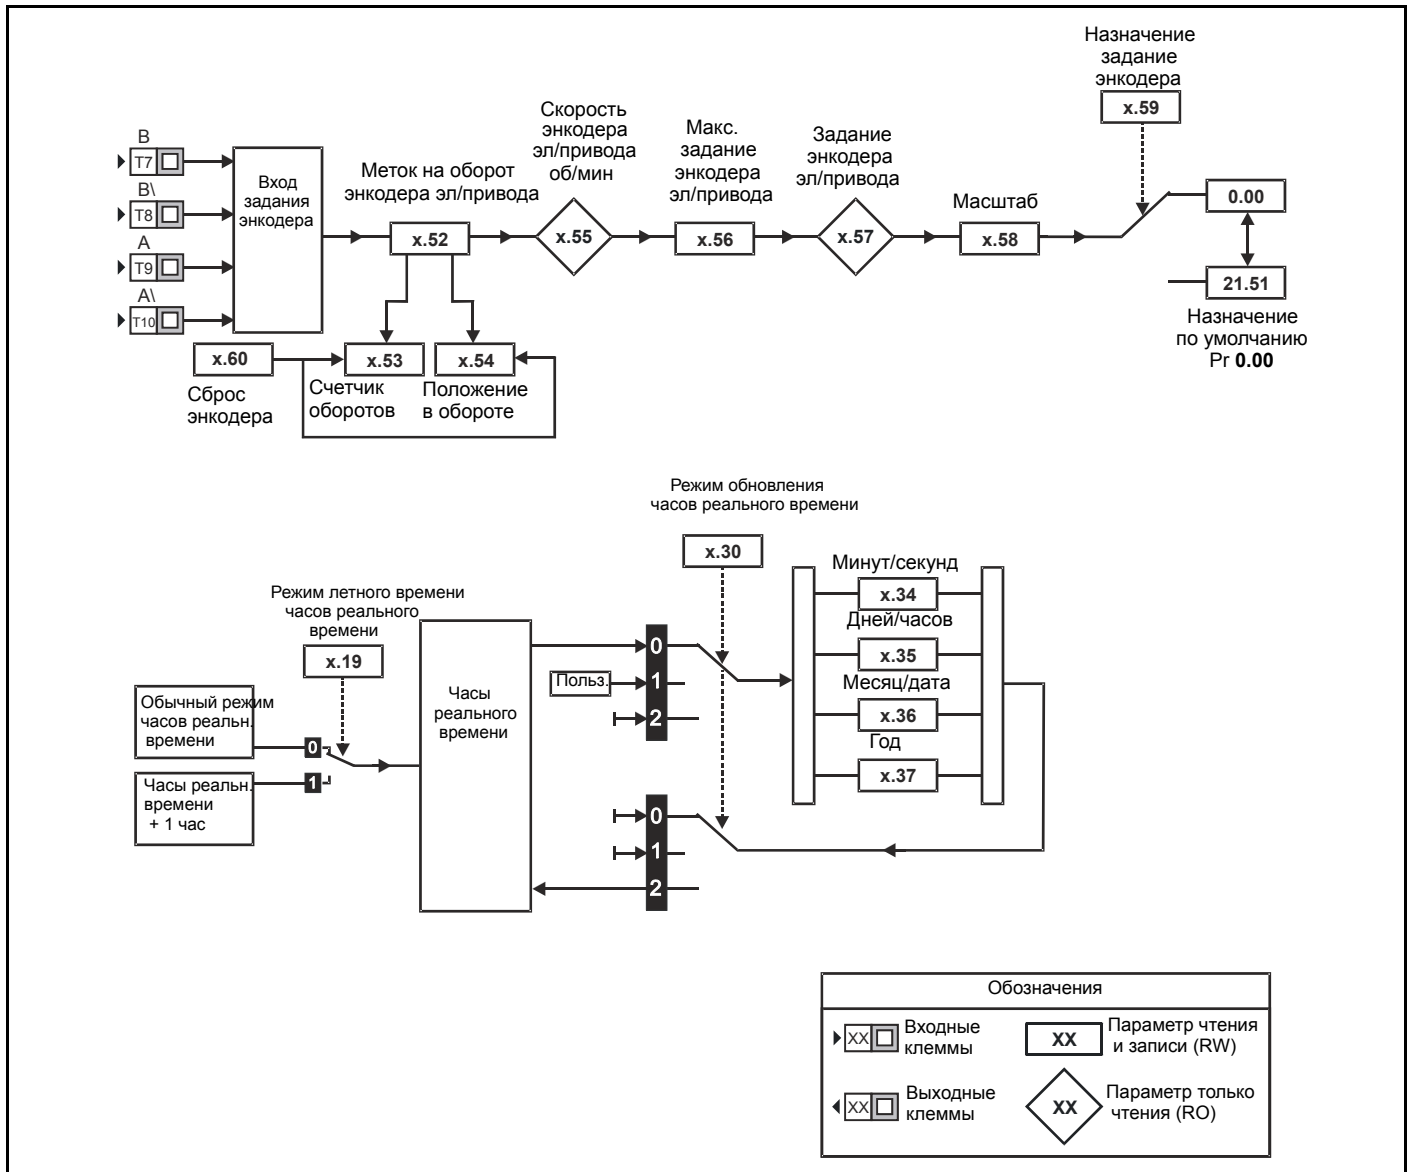 Назначение
задание
энкодера
x.59
B
T7
B\
T8
A
T9
A\
T10
Вход
задания
энкодера
Меток на оборот
энкодера эл/привода
x.52
Скорость
энкодера
эл/привода
об/мин
x.55
Макс.
задание
энкодера
эл/привода
x.56
Задание
энкодера
эл/привода
x.57
Масштаб
x.58
0.00
21.51
Назначение
по умолчанию
Pr 0.00
x.60
Сброс
энкодера
x.53
Счетчик
оборотов
x.54
Положение
в обороте
Режим обновления
часов реального времени
x.30
Режим летного времени
часов реального
времени
x.19
Обычный режим
часов реальн.
времени
0
Часы реальн.
времени
+ 1 час
1
Часы
реального
времени
0
Польз.
1
2
0
1
2
Минут/секунд
x.34
Дней/часов
x.35
Месяц/дата
x.36
Год
x.37
Обозначения
XX
Входные
клеммы
XX
Параметр чтения
и записи (RW)
XX
Выходные
клеммы
XX
Параметр только
чтения (RO)